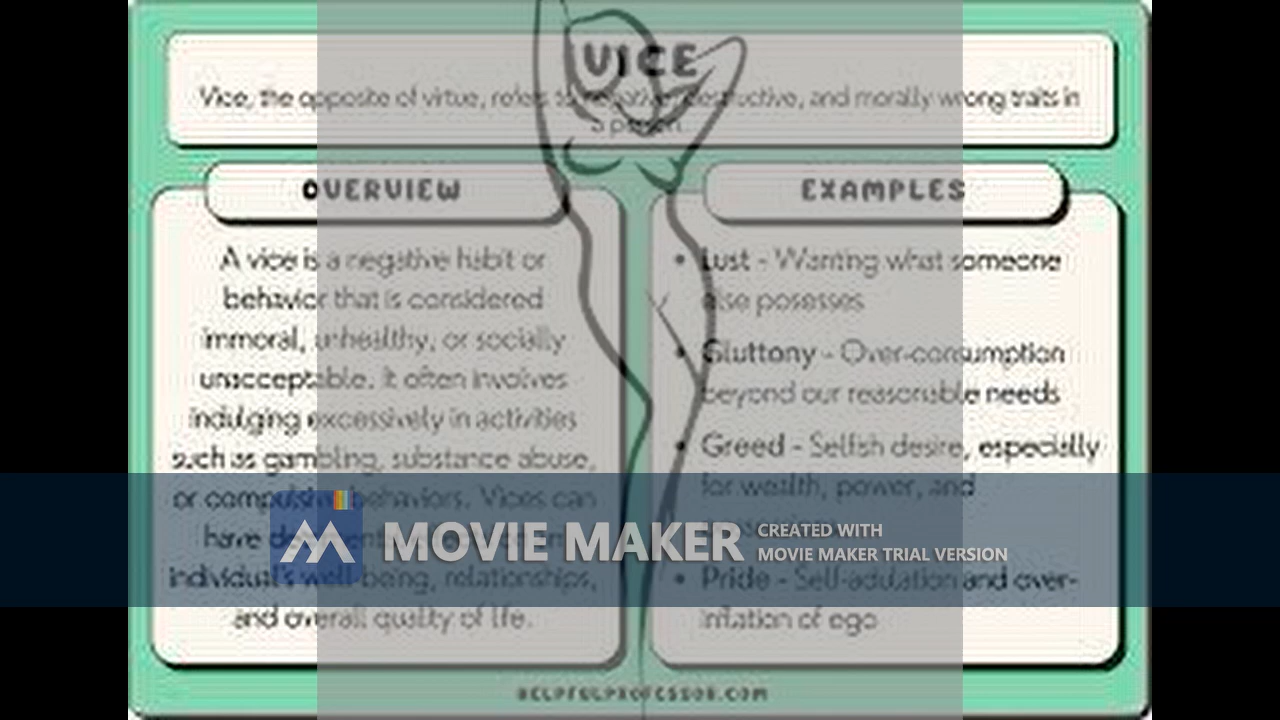 VICE
Vice, the opposite of virtue, refers to negative, destructive, and morally wrong traits in
a person.
OVERVIEW
A vice is a negative habit or
behavior that is considered
immoral, unhealthy, or socially
unacceptable. It often involves
indulging excessively in activities
such as gambling, substance abuse,
or compulsive behaviors. Vices can
have
individual's well-being, relationships,
and overall quality of life.
EXAMPLES
• Lust - Wanting what someone
else posesses
• Gluttony - Over-consumption
beyond our reasonable needs
• Greed - Selfish desire, especially
for wealth, power, and
• Pride - Self-adulation and over-
inflation of ego
MOVIE MAKER
CREATED WITH
MOVIE MAKER TRIAL VERSION
HELPFULPROFESSOR.COM